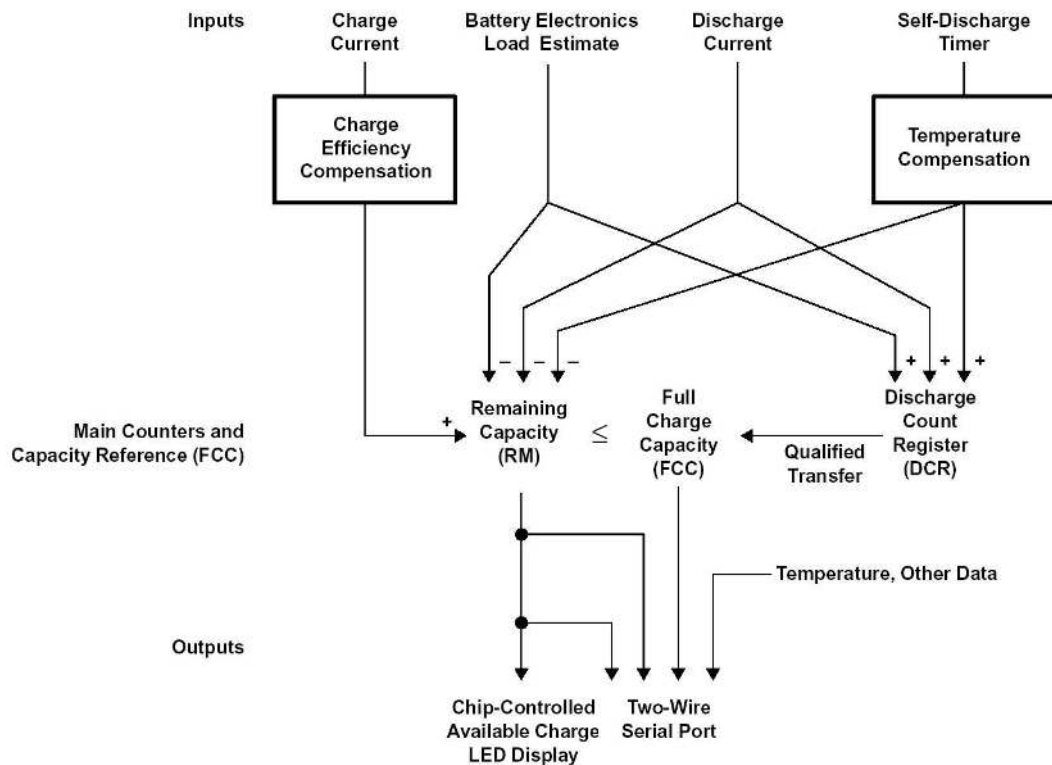 Inputs
Charge
Current
Battery Electronics
Load Estimate
Discharge
Current
Self-Discharge
Timer
Charge
Efficiency
Compensation
Temperature
Compensation
– – –
+ + +
Main Counters and
Capacity Reference (FCC)
+
Remaining
Capacity
(RM)
≤
Full
Charge
Capacity
(FCC)
Qualified
Transfer
Discharge
Count
Register
(DCR)
Temperature, Other Data
Outputs
Chip-Controlled
Available Charge
LED Display
Two-Wire
Serial Port